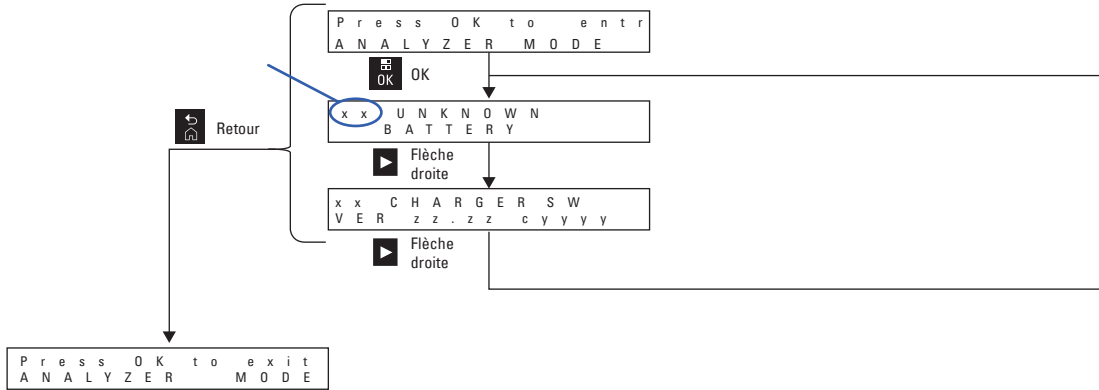 Press OK to entr
ANALYZER MODE
OK OK
xx UNKNOWN
BATTERY
Retour
Flèche
droite
xx CHARGER SW
VER zz.zz cyyyy
Flèche
droite
Press OK to exit
ANALYZER MODE